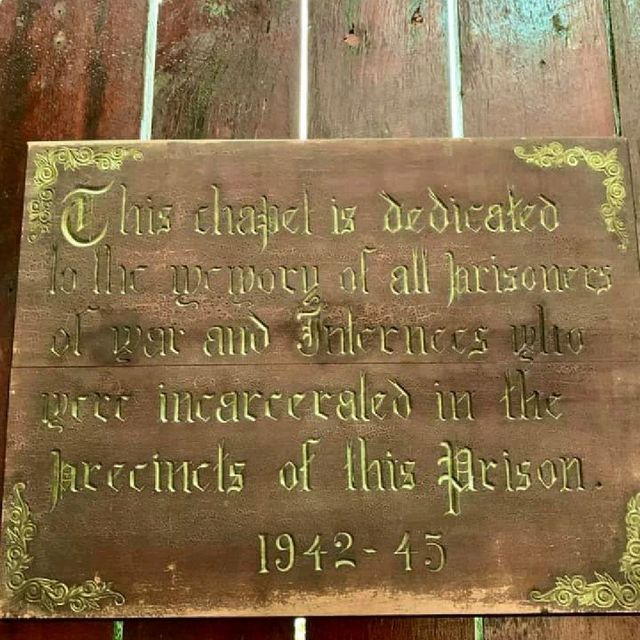 This chapel is dedicated
to the memory of all prisoners
of war and Internees who
were incarcerated in the
precincts of this Prison.
1942-45